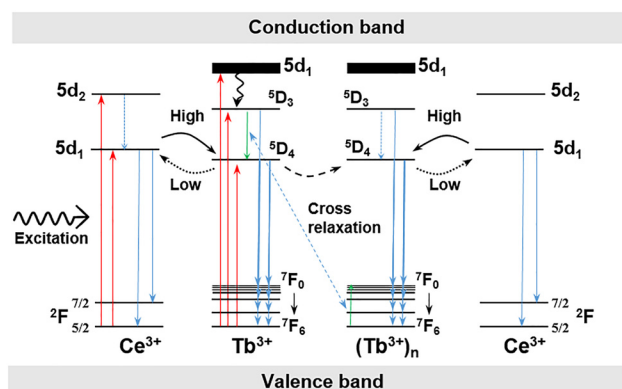 Conduction band
5d₂
5d₁
High
Low
Excitation
²F
7/2
5/2
Ce³⁺
5d₁
⁵D₃
⁵D₄
Cross
relaxation
⁷F₀
⁷F₆
Tb³⁺
5d₁
⁵D₃
⁵D₄
⁷F₀
⁷F₆
(Tb³⁺)ₙ
High
Low
5d₂
5d₁
7/2
²F
5/2
Ce³⁺
Valence band